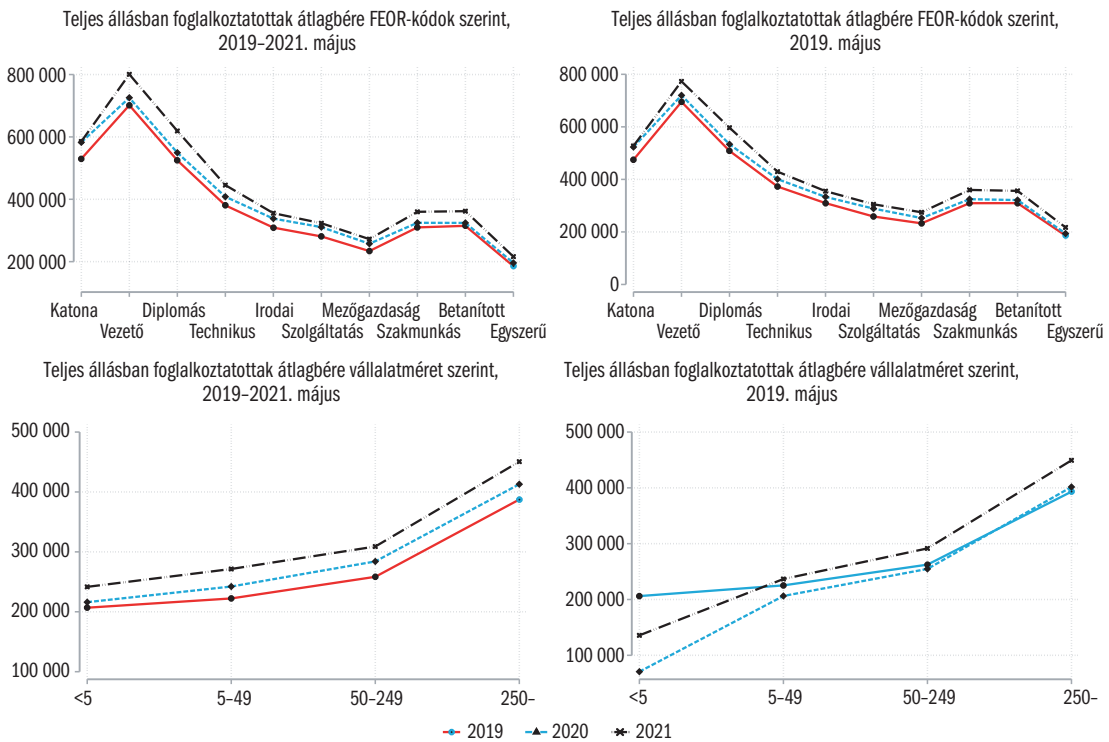 Teljes állásban foglalkoztatottak átlagbére FEOR-kódok szerint,
2019–2021. május
800 000
600 000
400 000
200 000
Katona
Vezető
Diplomás
Technikus
Irodai
Szolgáltatás
Mezőgazdaság
Szakmunkás
Betanított
Egyszerű
Teljes állásban foglalkoztatottak átlagbére FEOR-kódok szerint,
2019. május
800 000
600 000
400 000
200 000
0
Katona
Vezető
Diplomás
Technikus
Irodai
Szolgáltatás
Mezőgazdaság
Szakmunkás
Betanított
Egyszerű
Teljes állásban foglalkoztatottak átlagbére vállalatméret szerint,
2019–2021. május
500 000
400 000
300 000
200 000
100 000
<5
5–49
50–249
250–
Teljes állásban foglalkoztatottak átlagbére vállalatméret szerint,
2019. május
500 000
400 000
300 000
200 000
100 000
<5
5–49
50–249
250–
2019
2020
2021